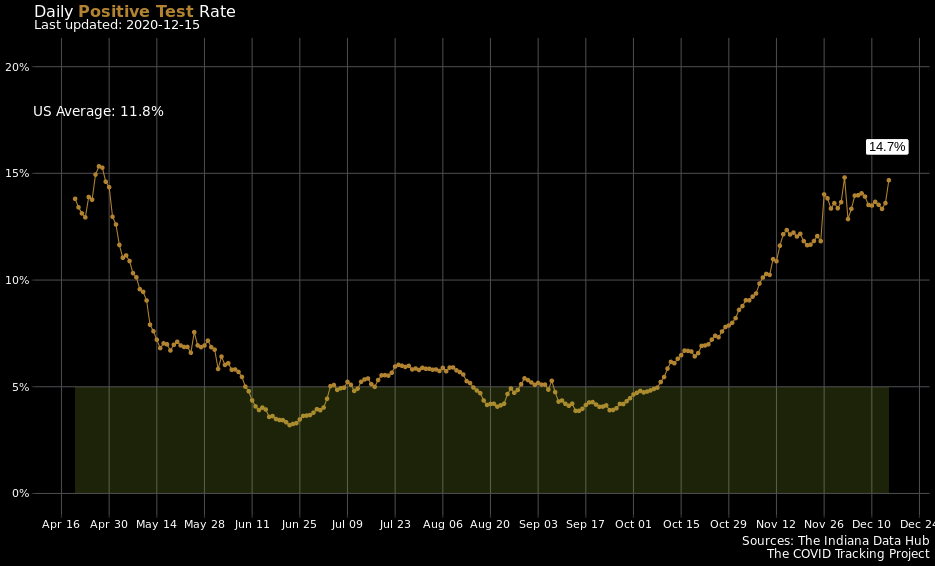 Daily Positive Test Rate
Last updated: 2020-12-15
20%
US Average: 11.8%
14.7%
15%
10%
5%
0%
Apr 16 Apr 30 May 14 May 28 Jun 11 Jun 25 Jul 09 Jul 23 Aug 06 Aug 20 Sep 03 Sep 17 Oct 01 Oct 15 Oct 29 Nov 12 Nov 26 Dec 10 Dec 24
Sources: The Indiana Data Hub
The COVID Tracking Project